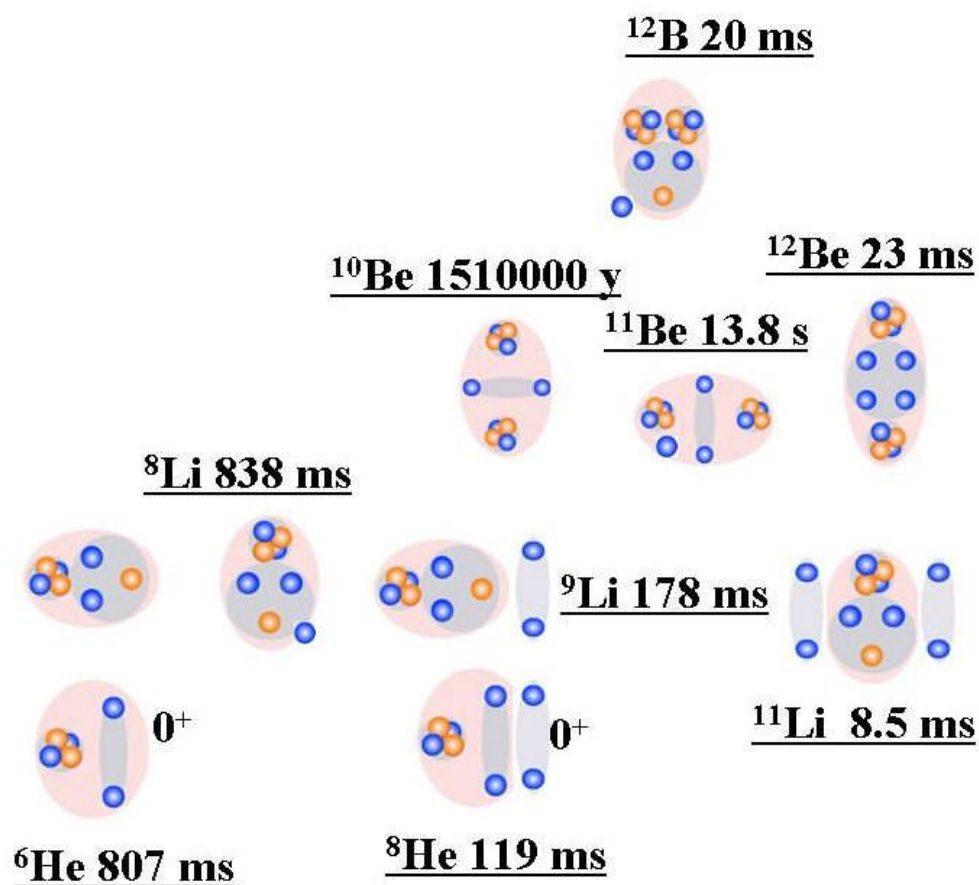 ¹²B 20 ms
¹²Be 23 ms
¹⁰Be 1510000 y
¹¹Be 13.8 s
⁸Li 838 ms
⁹Li 178 ms
0⁺
0⁺
¹¹Li 8.5 ms
⁶He 807 ms
⁸He 119 ms